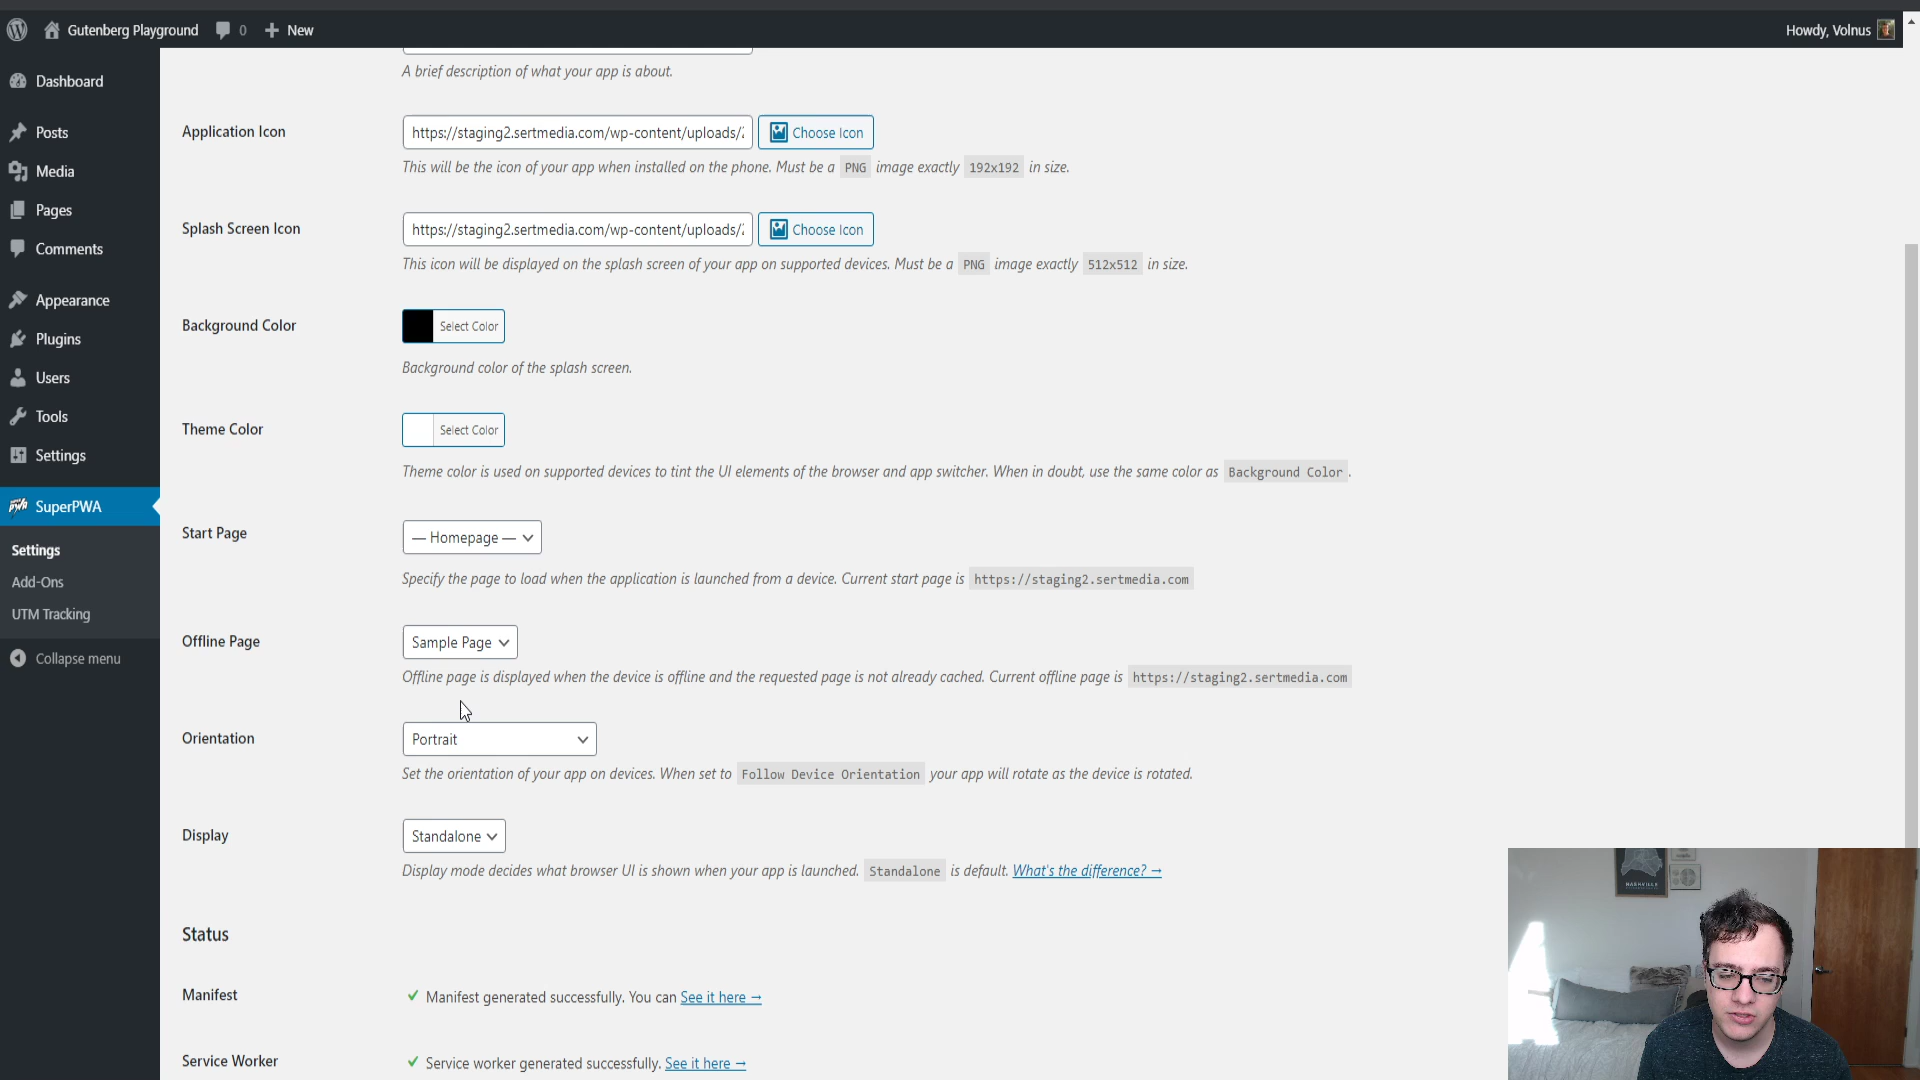 Gutenberg Playground
0
New
Howdy, Volnus
Dashboard
Posts
Media
Pages
Comments
Appearance
Plugins
Users
Tools
Settings
SuperPWA
Settings
Add-Ons
UTM Tracking
Collapse menu
A brief description of what your app is about.
Application Icon
https://staging2.sertmedia.com/wp-content/uploads/
Choose Icon
This will be the icon of your app when installed on the phone. Must be a PNG image exactly 192x192 in size.
Splash Screen Icon
https://staging2.sertmedia.com/wp-content/uploads/
Choose Icon
This icon will be displayed on the splash screen of your app on supported devices. Must be a PNG image exactly 512x512 in size.
Background Color
Select Color
Background color of the splash screen.
Theme Color
Select Color
Theme color is used on supported devices to tint the UI elements of the browser and app switcher. When in doubt, use the same color as Background Color.
Start Page
— Homepage —
Specify the page to load when the application is launched from a device. Current start page is https://staging2.sertmedia.com
Offline Page
Sample Page
Offline page is displayed when the device is offline and the requested page is not already cached. Current offline page is https://staging2.sertmedia.com
Orientation
Portrait
Set the orientation of your app on devices. When set to Follow Device Orientation your app will rotate as the device is rotated.
Display
Standalone
Display mode decides what browser UI is shown when your app is launched. Standalone is default. What's the difference? →
Status
Manifest
Manifest generated successfully. You can See it here →
Service Worker
Service worker generated successfully. See it here →
NASHVILLE